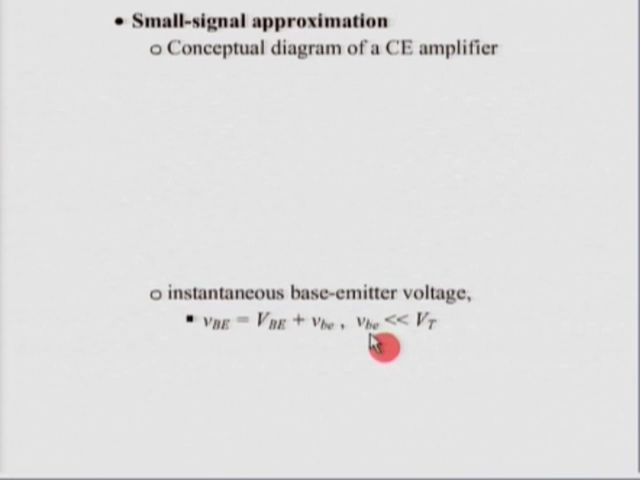 • Small-signal approximation
o Conceptual diagram of a CE amplifier
o instantaneous base-emitter voltage,
▪ vBE = VBE + vbe , vbe << VT